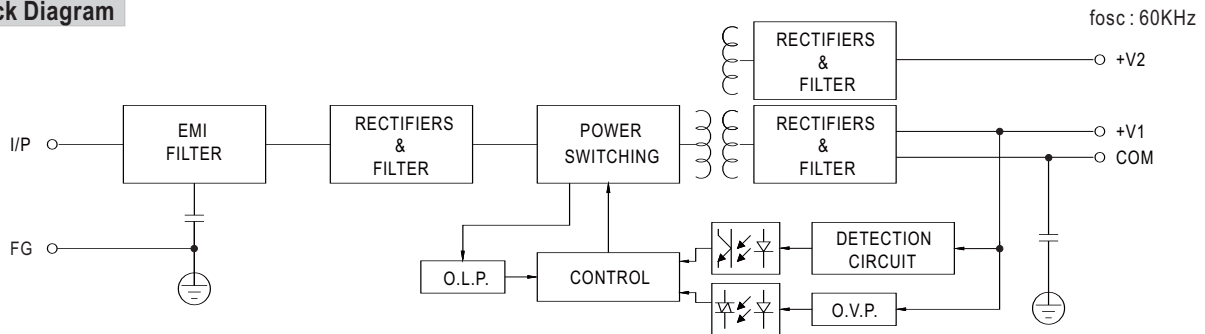 ck Diagram
fosc : 60KHz
RECTIFIERS
&
FILTER
+V2
I/P
EMI
FILTER
RECTIFIERS
&
FILTER
POWER
SWITCHING
RECTIFIERS
&
FILTER
+V1
COM
FG
O.L.P.
CONTROL
DETECTION
CIRCUIT
O.V.P.